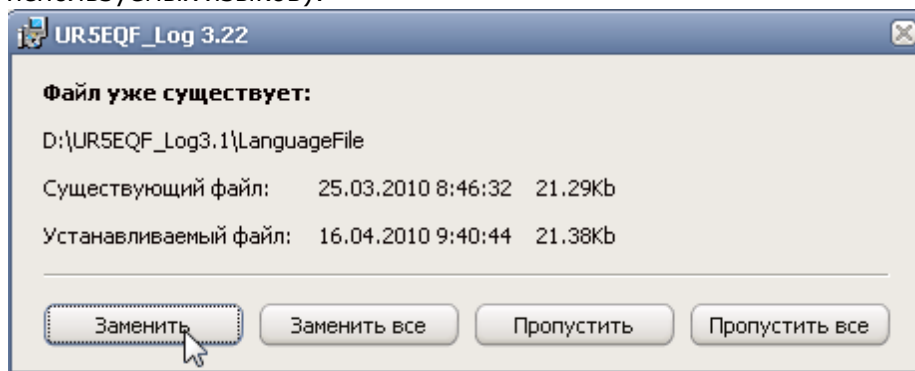 UR5EQF_Log 3.22
Файл уже существует:
D:\UR5EQF_Log3.1\LanguageFile
Существующий файл: 25.03.2010 8:46:32 21.29Kb
Устанавливаемый файл: 16.04.2010 9:40:44 21.38Kb
Заменить Заменить все Пропустить Пропустить все